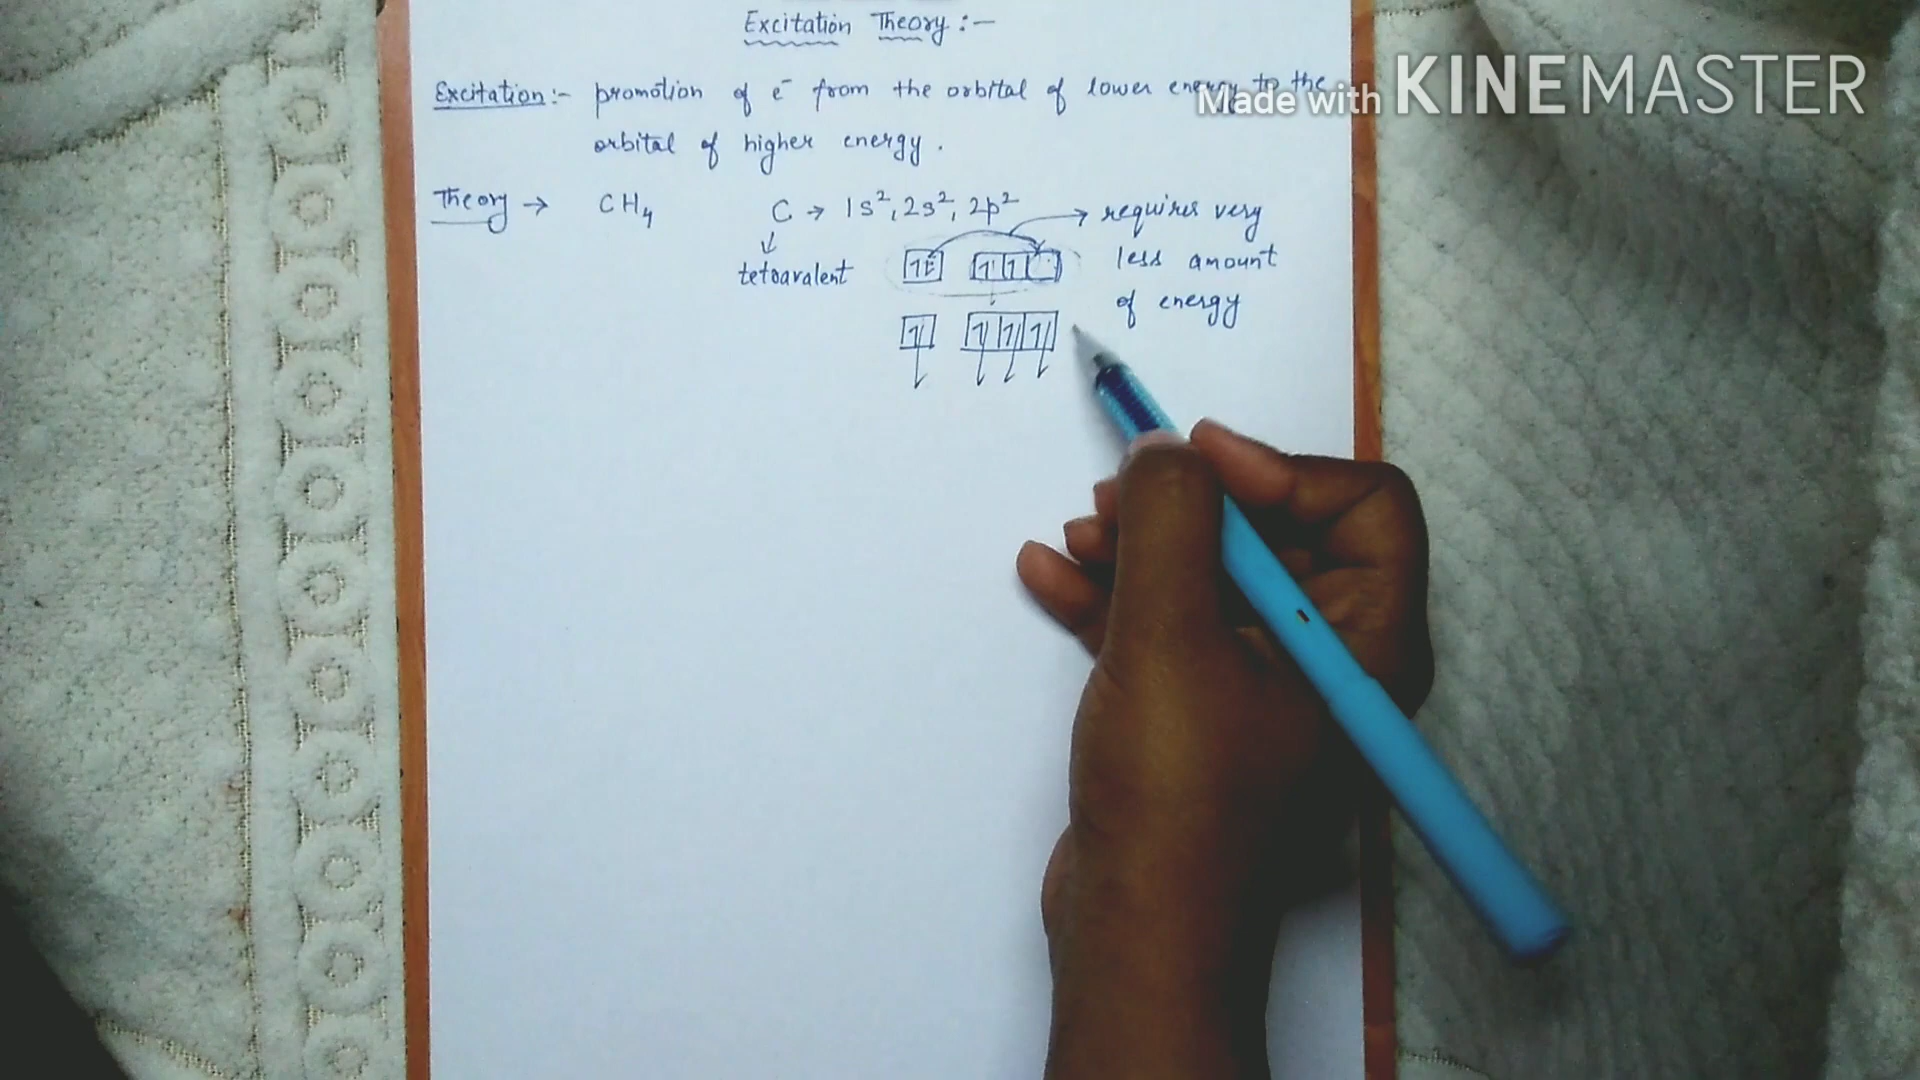 Excitation Theory :-
Excitation :- promotion of e⁻ from the orbital of lower energy to the
Made with KINEMASTER
orbital of higher energy.
Theory → CH₄ C → 1s², 2s², 2p² → requires very
↓
tetravalent
less amount
of energy